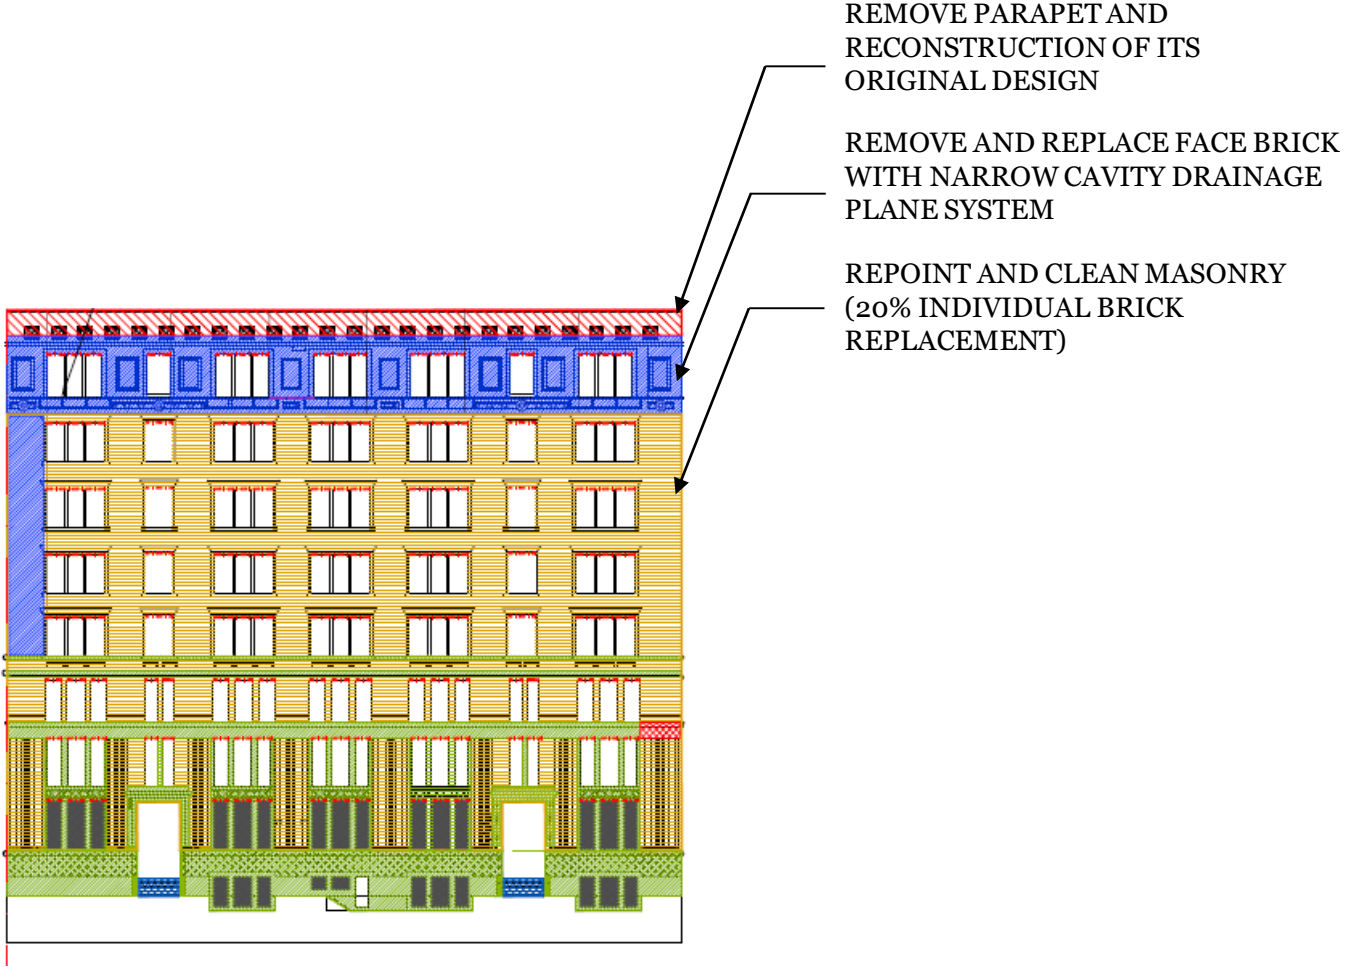 REMOVE PARAPET AND
RECONSTRUCTION OF ITS
ORIGINAL DESIGN
REMOVE AND REPLACE FACE BRICK
WITH NARROW CAVITY DRAINAGE
PLANE SYSTEM
REPOINT AND CLEAN MASONRY
(20% INDIVIDUAL BRICK
REPLACEMENT)